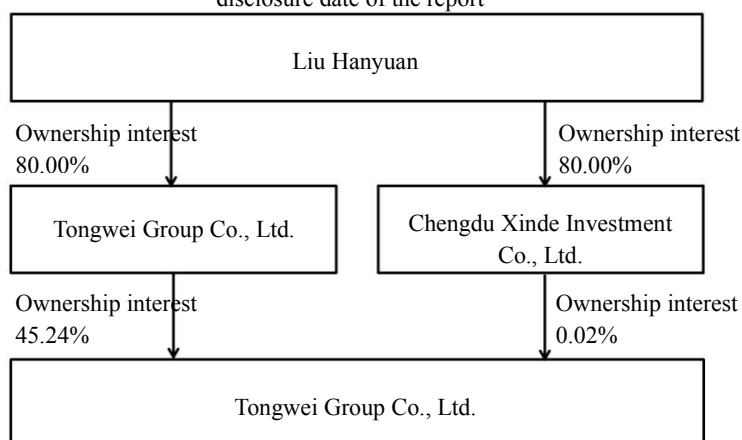 disclosure date of the report
Liu Hanyuan
Ownership interest
80.00%
Ownership interest
80.00%
Tongwei Group Co., Ltd.
Chengdu Xinde Investment
Co., Ltd.
Ownership interest
45.24%
Ownership interest
0.02%
Tongwei Group Co., Ltd.